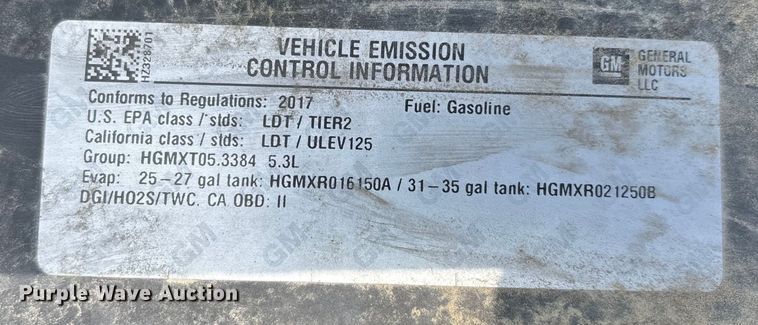 VEHICLE EMISSION
CONTROL INFORMATION
HZ328701
GM
GENERAL
MOTORS
LLC
Conforms to Regulations: 2017 Fuel: Gasoline
U.S. EPA class / stds: LDT / TIER2
California class / stds: LDT / ULEV125
Group: HGMXT05.3384 5.3L
Evap: 25-27 gal tank: HGMXR016150A / 31-35 gal tank: HGMXR021250B
DGI/HO2S/TWC. CA OBD: II
Purple Wave Auction